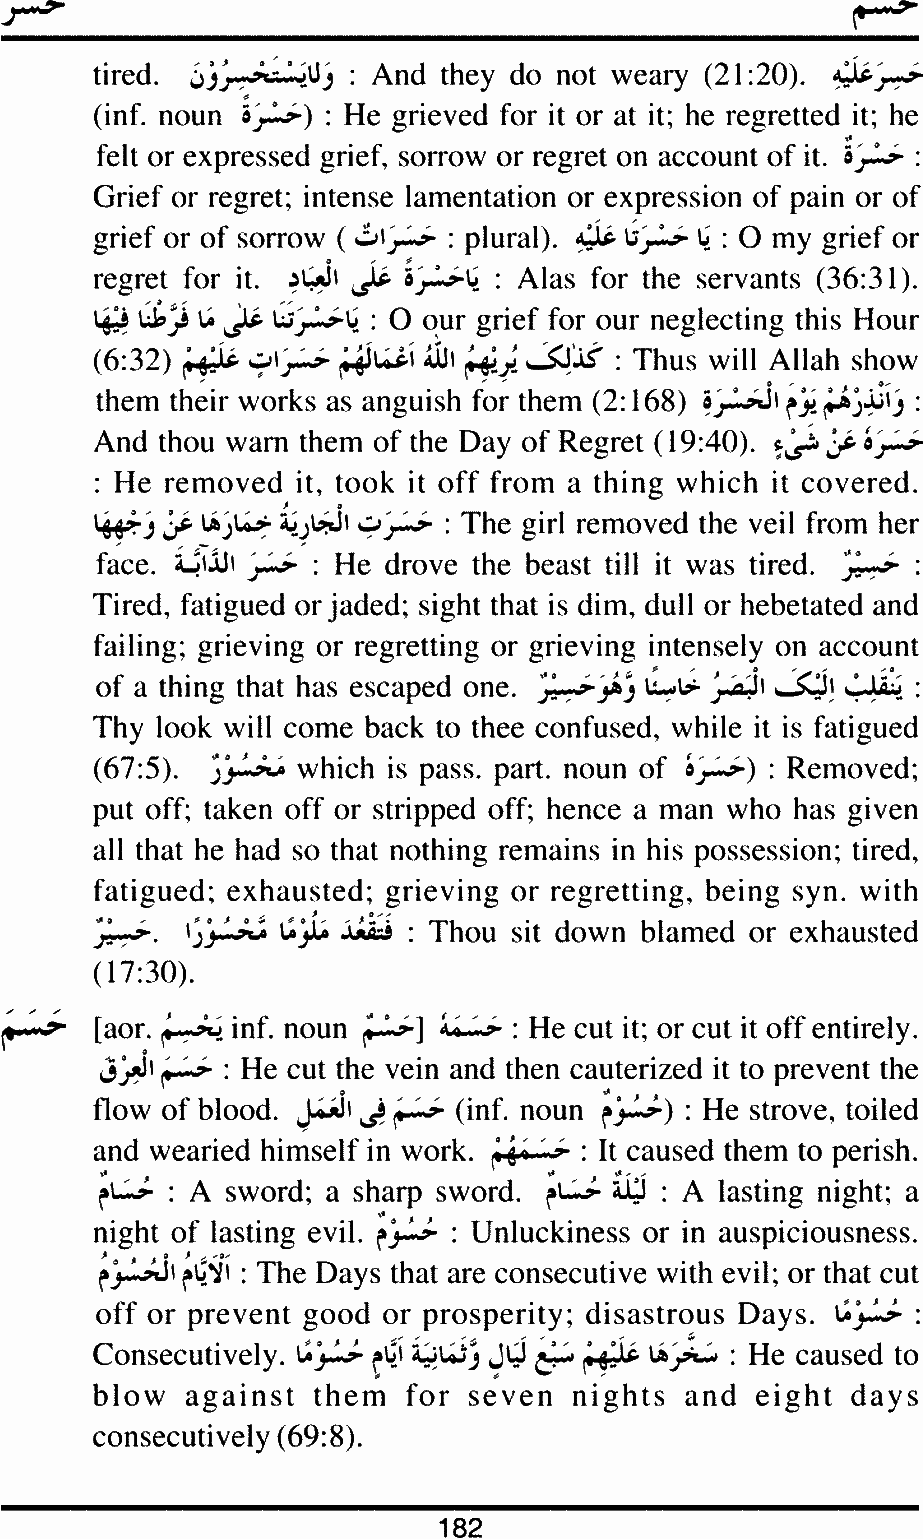 حسر حسم
tired. وَلَايَسْتَحْسِرُوْنَ : And they do not weary (21:20). حَسِرَعَلَيْهِ
(inf. noun حَسْرَةً) : He grieved for it or at it; he regretted it; he
felt or expressed grief, sorrow or regret on account of it. حَسْرَةٌ :
Grief or regret; intense lamentation or expression of pain or of
grief or of sorrow (حَسَرَاتٌ : plural). يَا حَسْرَتَا عَلَيْهِ : O my grief or
regret for it. يَاحَسْرَةً عَلَى الْعِبَادِ : Alas for the servants (36:31).
يَاحَسْرَتَنَا عَلٰى مَا فَرَّطْنَا فِيْهَا : O our grief for our neglecting this Hour
(6:32) كَذٰلِکَ يُرِيْهِمُ اللّٰهُ اَعْمَالَهُمْ حَسَرَاتٍ عَلَيْهِمْ : Thus will Allah show
them their works as anguish for them (2:168) وَاَنْذِرْهُمْ يَوْمَ الْحَسْرَةِ :
And thou warn them of the Day of Regret (19:40). حَسَرَهُ عَنْ شَیْءٍ
: He removed it, took it off from a thing which it covered.
حَسَرَتِ الْجَارِيَةُ خِمَارَهَا عَنْ وَجْهِهَا : The girl removed the veil from her
face. حَسَرَ الدَّآبَّةَ : He drove the beast till it was tired. حَسِيْرٌ :
Tired, fatigued or jaded; sight that is dim, dull or hebetated and
failing; grieving or regretting or grieving intensely on account
of a thing that has escaped one. يَنْقَلِبْ اِلَيْکَ الْبَصَرُ خَاسِئًا وَّهُوَحَسِيْرٌ :
Thy look will come back to thee confused, while it is fatigued
(67:5). مَحْسُوْرٌ which is pass. part. noun of حَسَرَهُ) : Removed;
put off; taken off or stripped off; hence a man who has given
all that he had so that nothing remains in his possession; tired,
fatigued; exhausted; grieving or regretting, being syn. with
حَسِيْرٌ. فَتَقْعُدَ مَلُوْمًا مَّحْسُوْرًا : Thou sit down blamed or exhausted
(17:30).
حَسَمَ [aor. يَحْسِمُ inf. noun حَسْمٌ] حَسَمَهُ : He cut it; or cut it off entirely.
حَسَمَ الْعِرْقَ : He cut the vein and then cauterized it to prevent the
flow of blood. حَسَمَ فِی الْعَمَلِ (inf. noun حُسُوْمٌ) : He strove, toiled
and wearied himself in work. حَسَمَهُمْ : It caused them to perish.
حُسَامٌ : A sword; a sharp sword. لَيْلَةٌ حُسَامٌ : A lasting night; a
night of lasting evil. حُسُوْمٌ : Unluckiness or in auspiciousness.
اَلْاَيَّامُ الْحُسُوْمُ : The Days that are consecutive with evil; or that cut
off or prevent good or prosperity; disastrous Days. حُسُوْمًا :
Consecutively. سَخَّرَهَا عَلَيْهِمْ سَبْعَ لَيَالٍ وَّثَمَانِيَةَ اَيَّامٍ حُسُوْمًا : He caused to
blow against them for seven nights and eight days
consecutively (69:8).
182